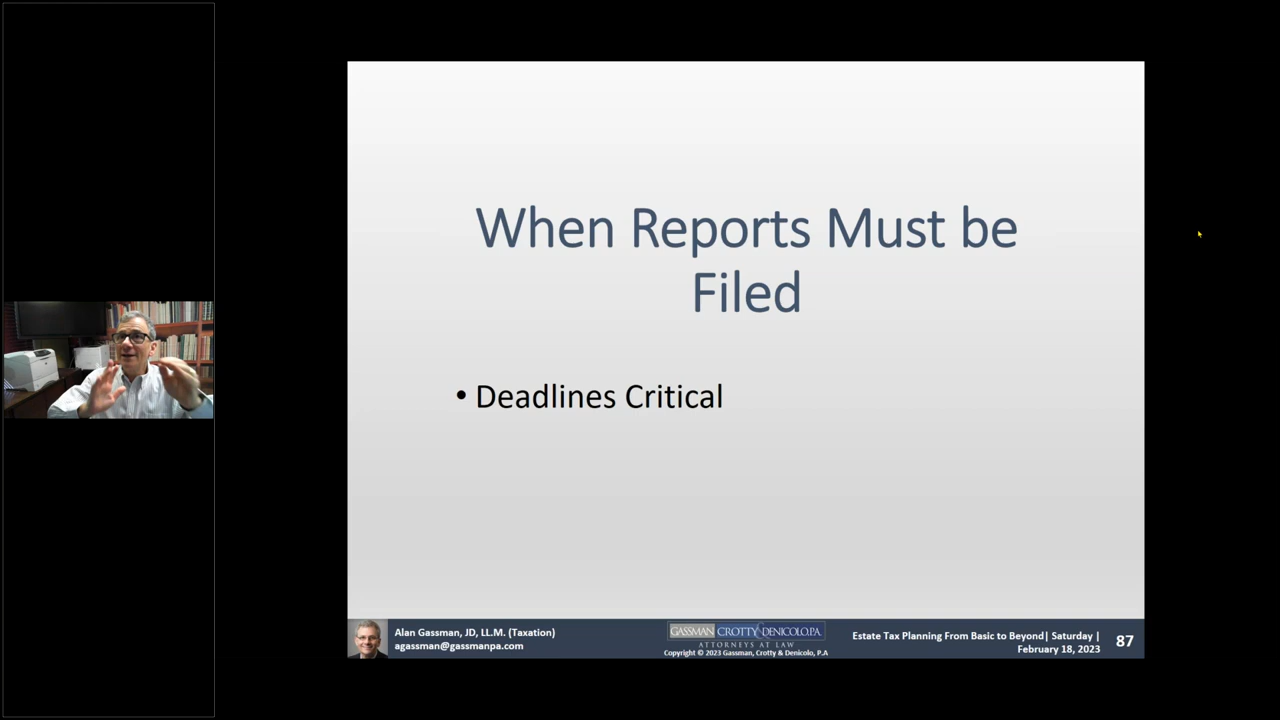 When Reports Must be
Filed
• Deadlines Critical
Alan Gassman, JD, LL.M. (Taxation)
agassman@gassmanpa.com
GASSMAN CROTTY & DENICOLO, P.A.
ATTORNEYS AT LAW
Copyright © 2023 Gassman, Crotty & Denicolo, P.A
Estate Tax Planning From Basic to Beyond| Saturday |
February 18, 2023
87